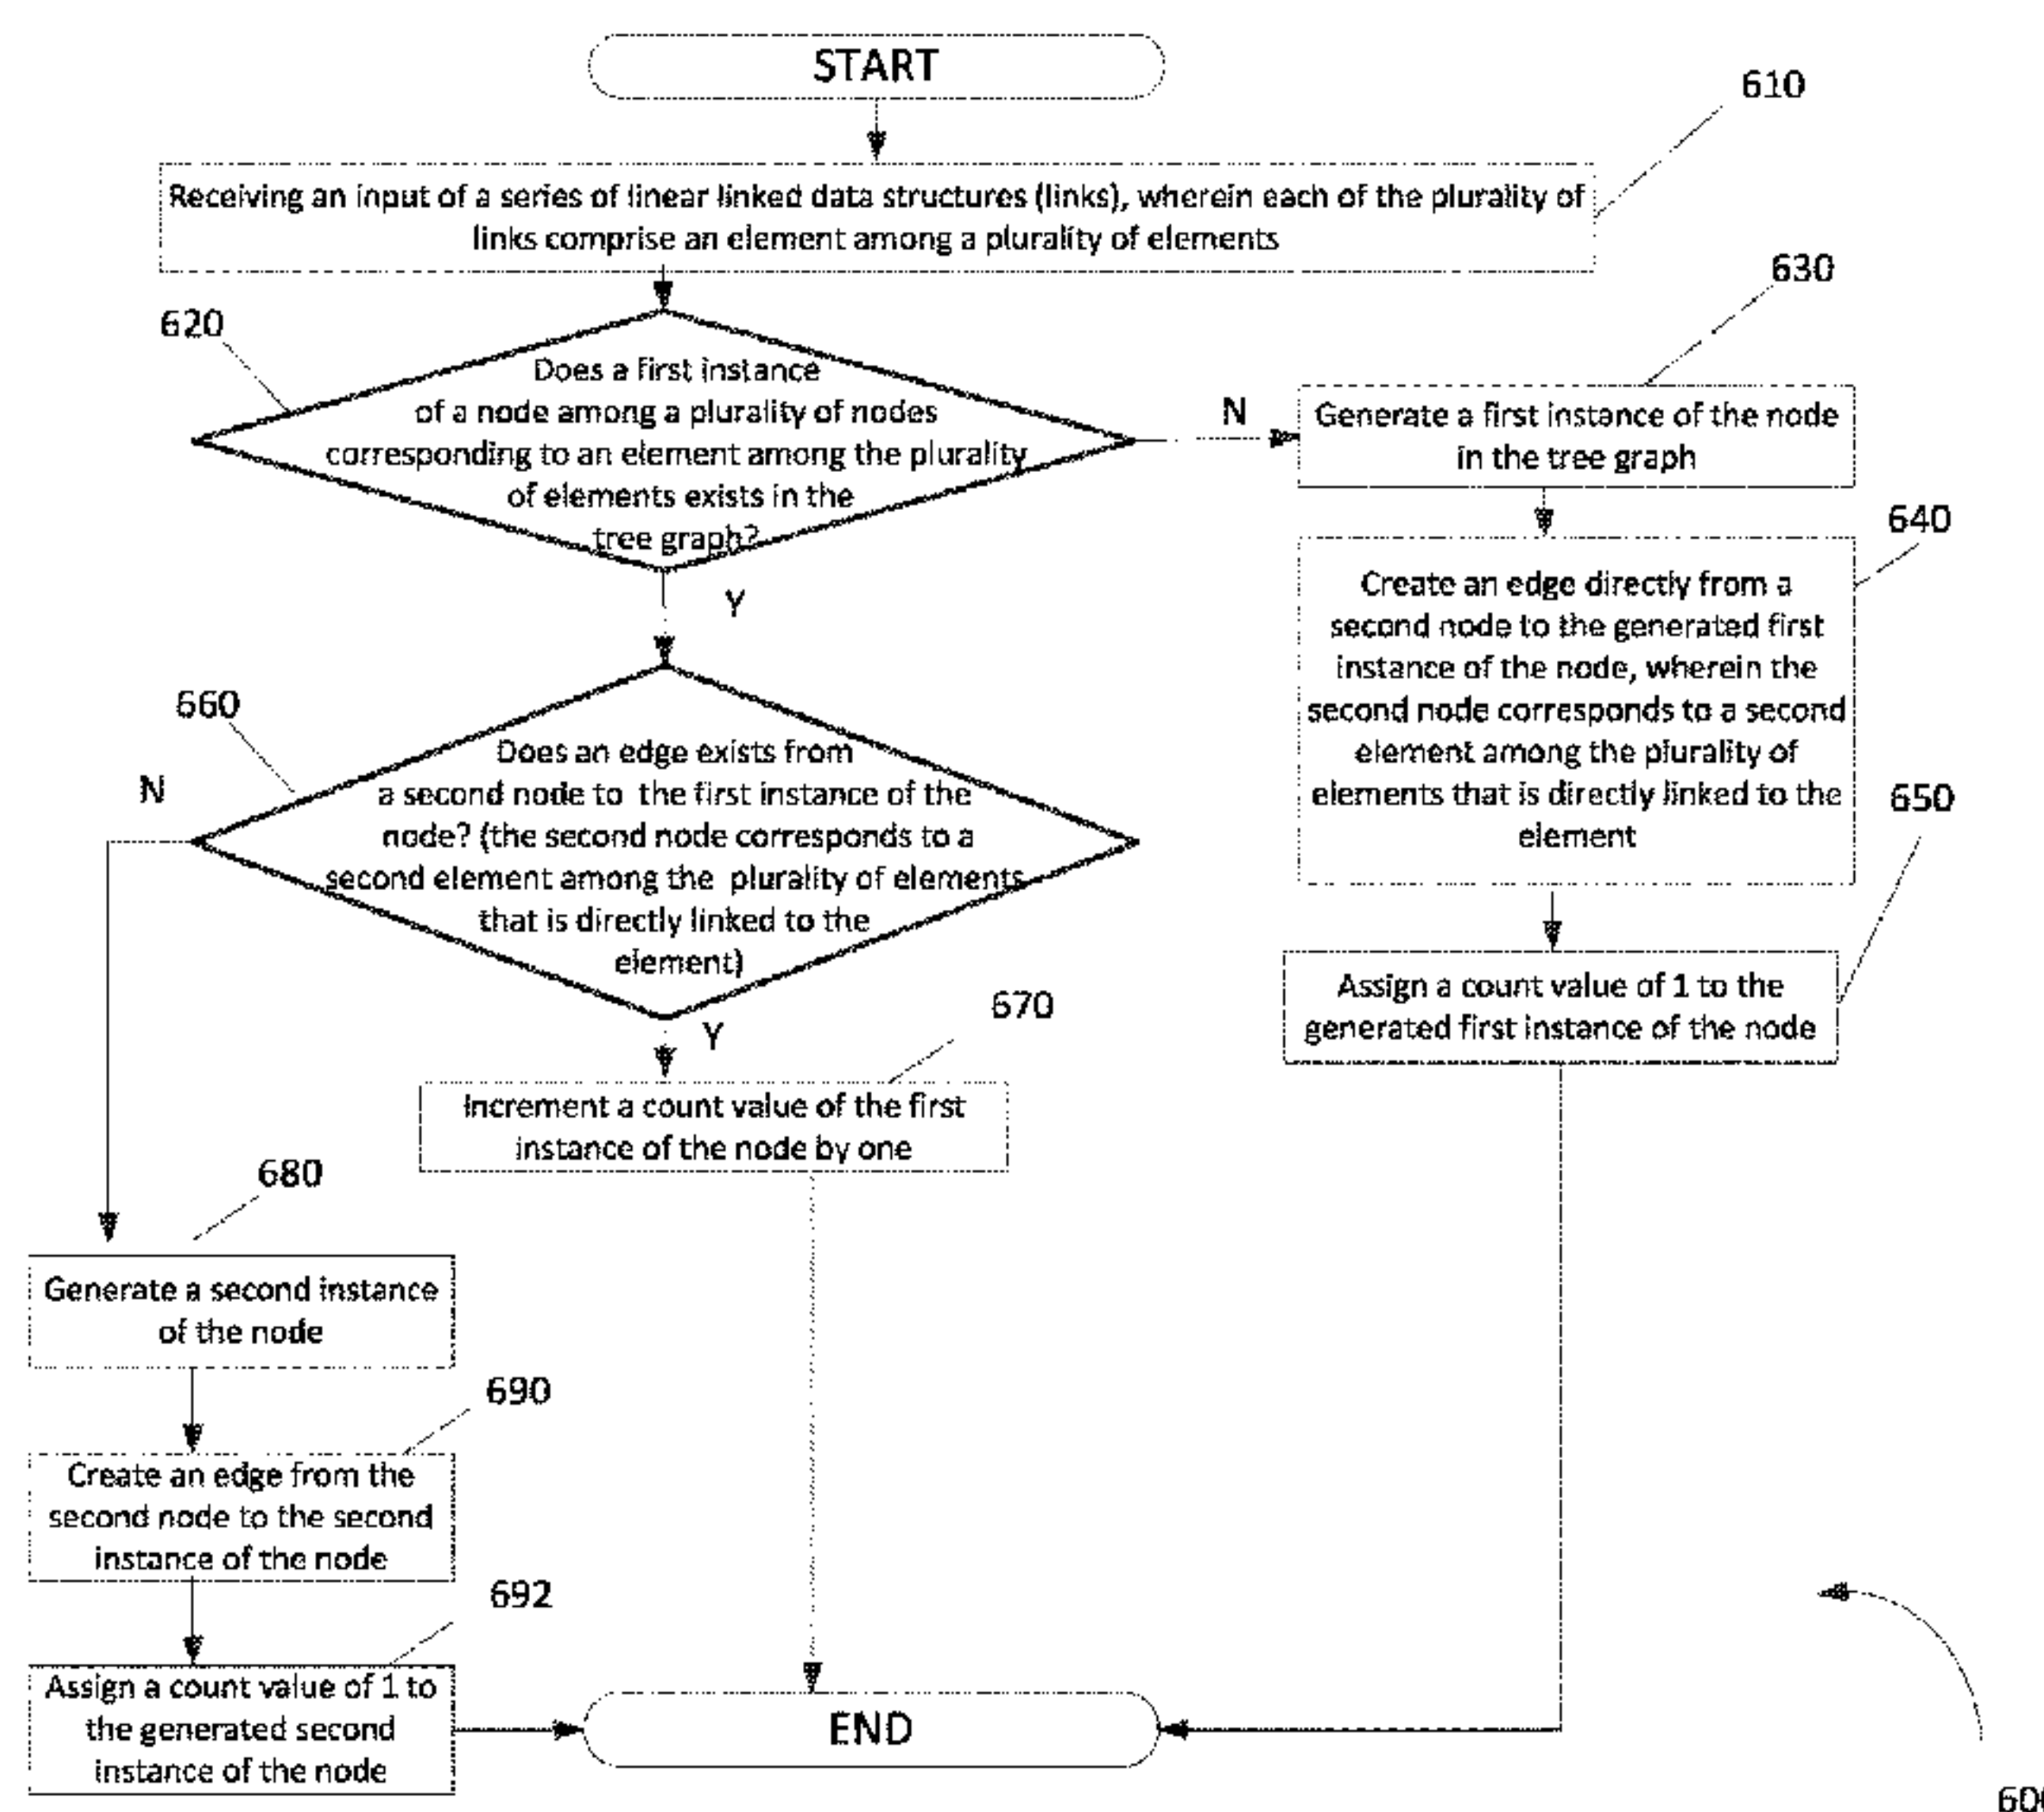 START
610
Receiving an input of a series of linear linked data structures (links), wherein each of the plurality of
links comprise an element among a plurality of elements
620
Does a first instance
of a node among a plurality of nodes
corresponding to an element among the plurality
of elements exists in the
tree graph?
N
630
Generate a first instance of the node
in the tree graph
640
Create an edge directly from a
second node to the generated first
instance of the node, wherein the
second node corresponds to a second
element among the plurality of
elements that is directly linked to the
element
650
Assign a count value of 1 to the
generated first instance of the node
Y
660
Does an edge exists from
a second node to the first instance of the
node? (the second node corresponds to a
second element among the plurality of elements
that is directly linked to the
element)
N
Y
670
Increment a count value of the first
instance of the node by one
680
Generate a second instance
of the node
690
Create an edge from the
second node to the second
instance of the node
692
Assign a count value of 1 to
the generated second
instance of the node
END